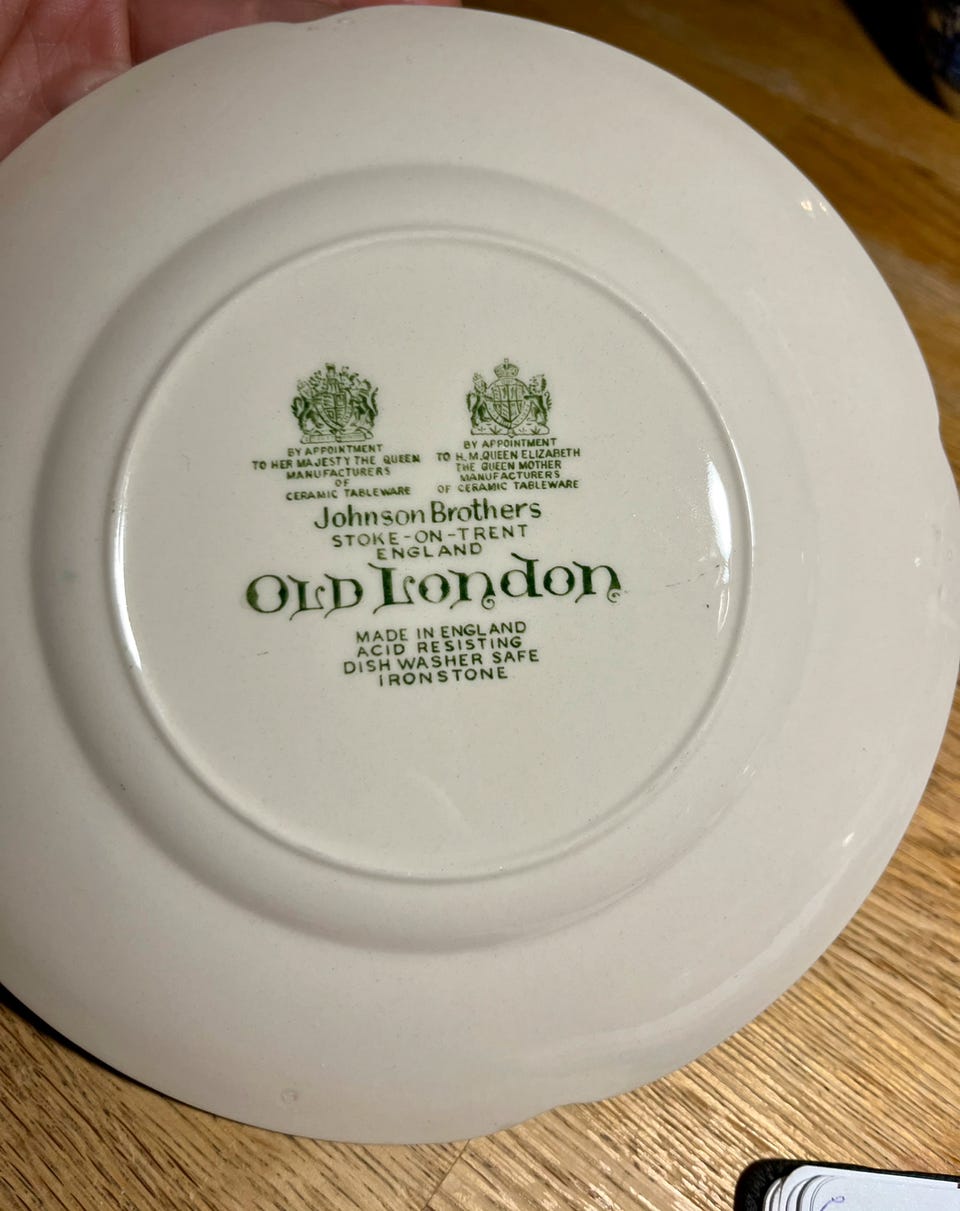 BY APPOINTMENT
TO HER MAJESTY THE QUEEN
MANUFACTURERS
OF
CERAMIC TABLEWARE
BY APPOINTMENT
TO H.M. QUEEN ELIZABETH
THE QUEEN MOTHER
MANUFACTURERS
OF CERAMIC TABLEWARE
Johnson Brothers
STOKE-ON-TRENT
ENGLAND
OLD London
MADE IN ENGLAND
ACID RESISTING
DISH WASHER SAFE
IRONSTONE